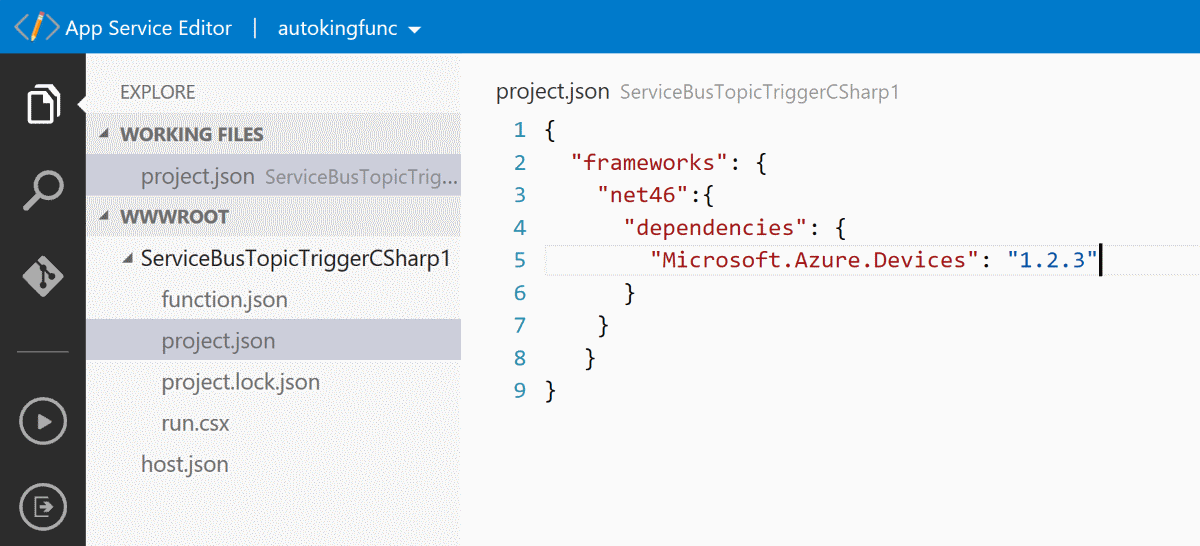 App Service Editor | autokingfunc
EXPLORE
WORKING FILES
project.json ServiceBusTopicTrig...
WWWROOT
ServiceBusTopicTriggerCSharp1
function.json
project.json
project.lock.json
run.csx
host.json
project.json ServiceBusTopicTriggerCSharp1
1 {
2 "frameworks": {
3 "net46":{
4 "dependencies": {
5 "Microsoft.Azure.Devices": "1.2.3"
6 }
7 }
8 }
9 }